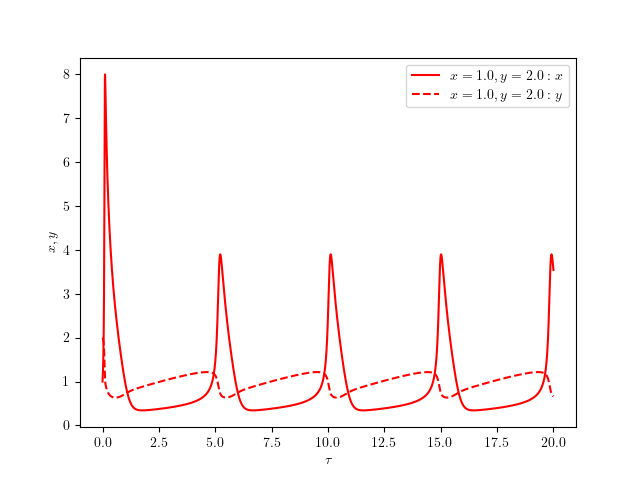 x = 1.0, y = 2.0 : x
x = 1.0, y = 2.0 : y
8
7
6
5
4
3
2
1
0
x, y
0.0 2.5 5.0 7.5 10.0 12.5 15.0 17.5 20.0
τ